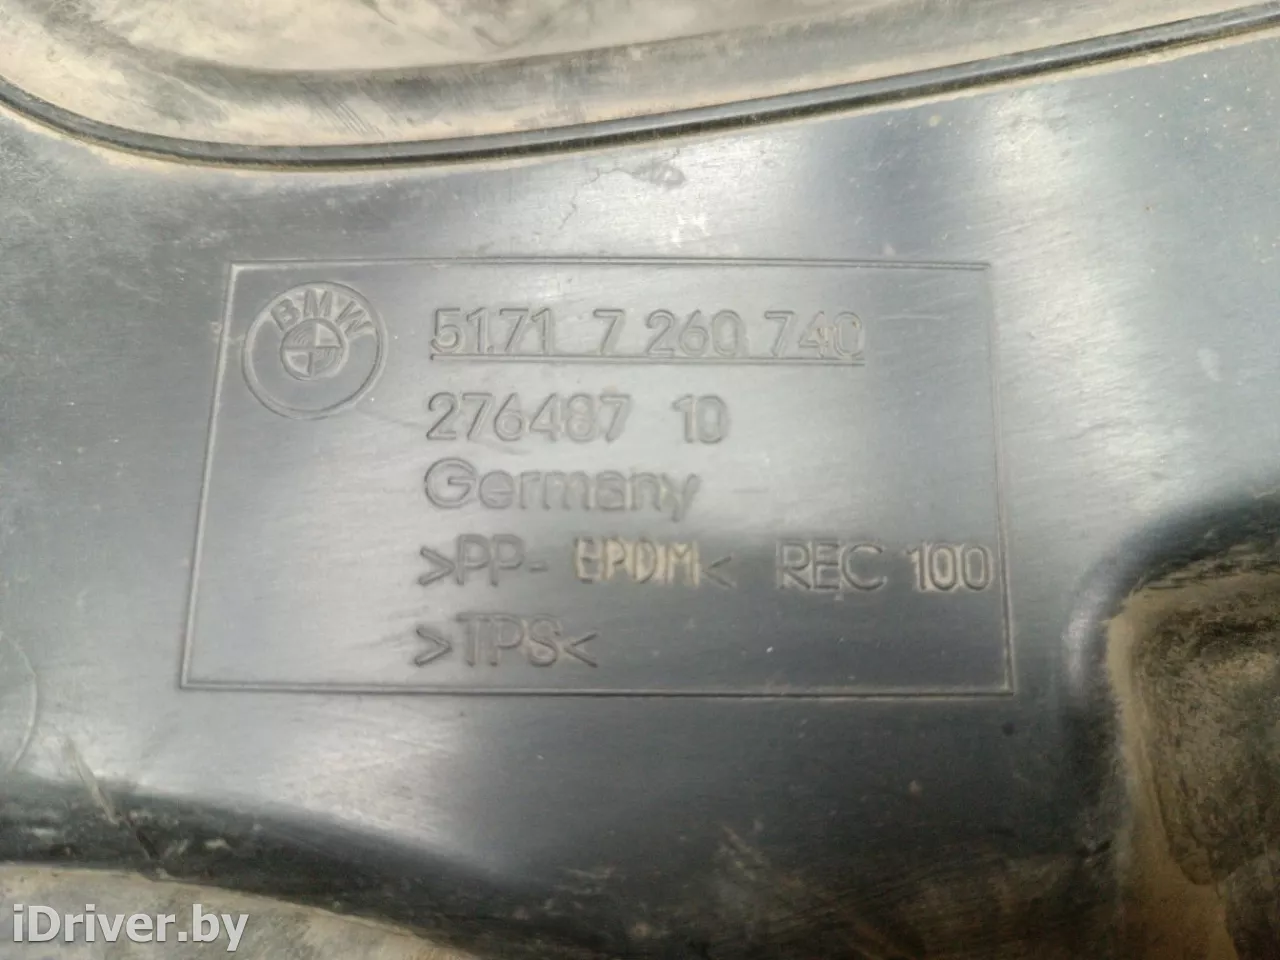 BMW
51.71 7 260 740
276487 10
Germany
>PP- EPDM< REC 100
>TPS<
iDriver.by